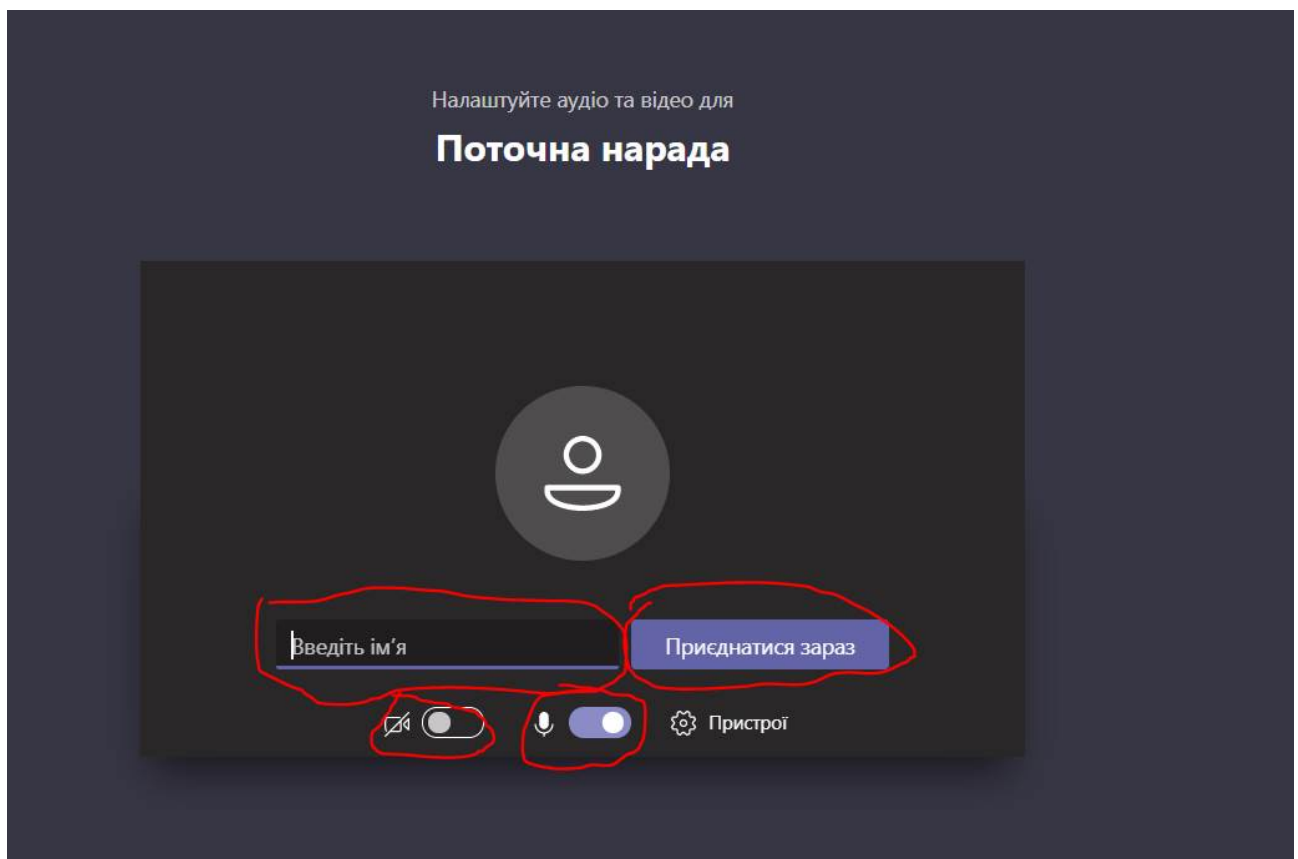 Налаштуйте аудіо та відео для
Поточна нарада
Введіть ім’я
Приєднатися зараз
Пристрої